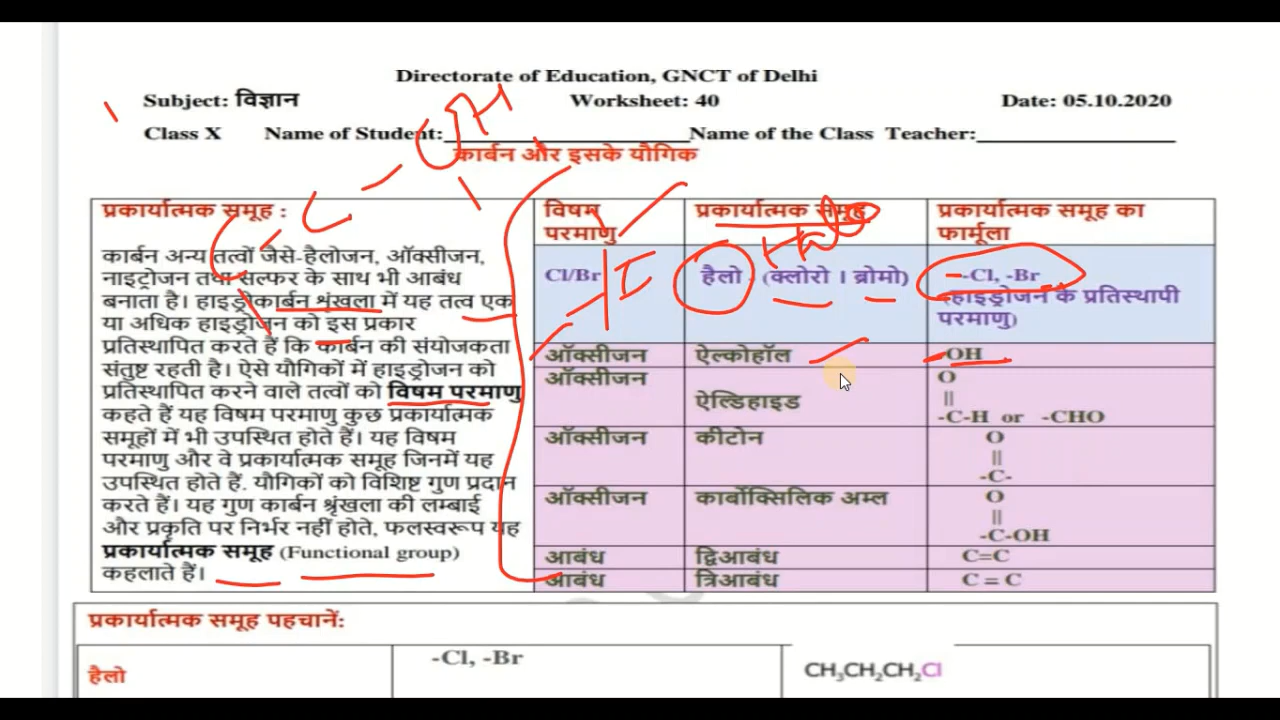 Directorate of Education, GNCT of Delhi
Subject: विज्ञान Worksheet: 40 Date: 05.10.2020
Class X Name of Student:____________________Name of the Class Teacher:________________
कार्बन और इसके यौगिक
प्रकार्यात्मक समूह :
कार्बन अन्य तत्वों जैसे-हैलोजन, ऑक्सीजन,
नाइट्रोजन तथा सल्फर के साथ भी आबंध
बनाता है। हाइड्रोकार्बन शृंखला में यह तत्व एक
या अधिक हाइड्रोजन को इस प्रकार
प्रतिस्थापित करते हैं कि कार्बन की संयोजकता
संतुष्ट रहती है। ऐसे यौगिकों में हाइड्रोजन को
प्रतिस्थापित करने वाले तत्वों को विषम परमाणु
कहते हैं यह विषम परमाणु कुछ प्रकार्यात्मक
समूहों में भी उपस्थित होते हैं। यह विषम
परमाणु और वे प्रकार्यात्मक समूह जिनमें यह
उपस्थित होते हैं. यौगिकों को विशिष्ट गुण प्रदान
करते हैं। यह गुण कार्बन श्रृंखला की लम्बाई
और प्रकृति पर निर्भर नहीं होते, फलस्वरूप यह
प्रकार्यात्मक समूह (Functional group)
कहलाते हैं।
विषम
परमाणु
प्रकार्यात्मक समूह
प्रकार्यात्मक समूह का
फार्मूला
Cl/Br
I
हैलो - (क्लोरो । ब्रोमो)
Halo
--Cl, -Br
-हाइड्रोजन के प्रतिस्थापी
परमाणु)
ऑक्सीजन ऐल्कोहॉल -OH
ऑक्सीजन
ऐल्डिहाइड
O
||
-C-H or -CHO
ऑक्सीजन कीटोन
O
||
-C-
ऑक्सीजन कार्बोक्सिलिक अम्ल
O
||
-C-OH
आबंध द्विआबंध C=C
आबंध त्रिआबंध C = C
C - C - OH
प्रकार्यात्मक समूह पहचानें:
हैलो
-Cl, -Br
CH₃CH₂CH₂Cl